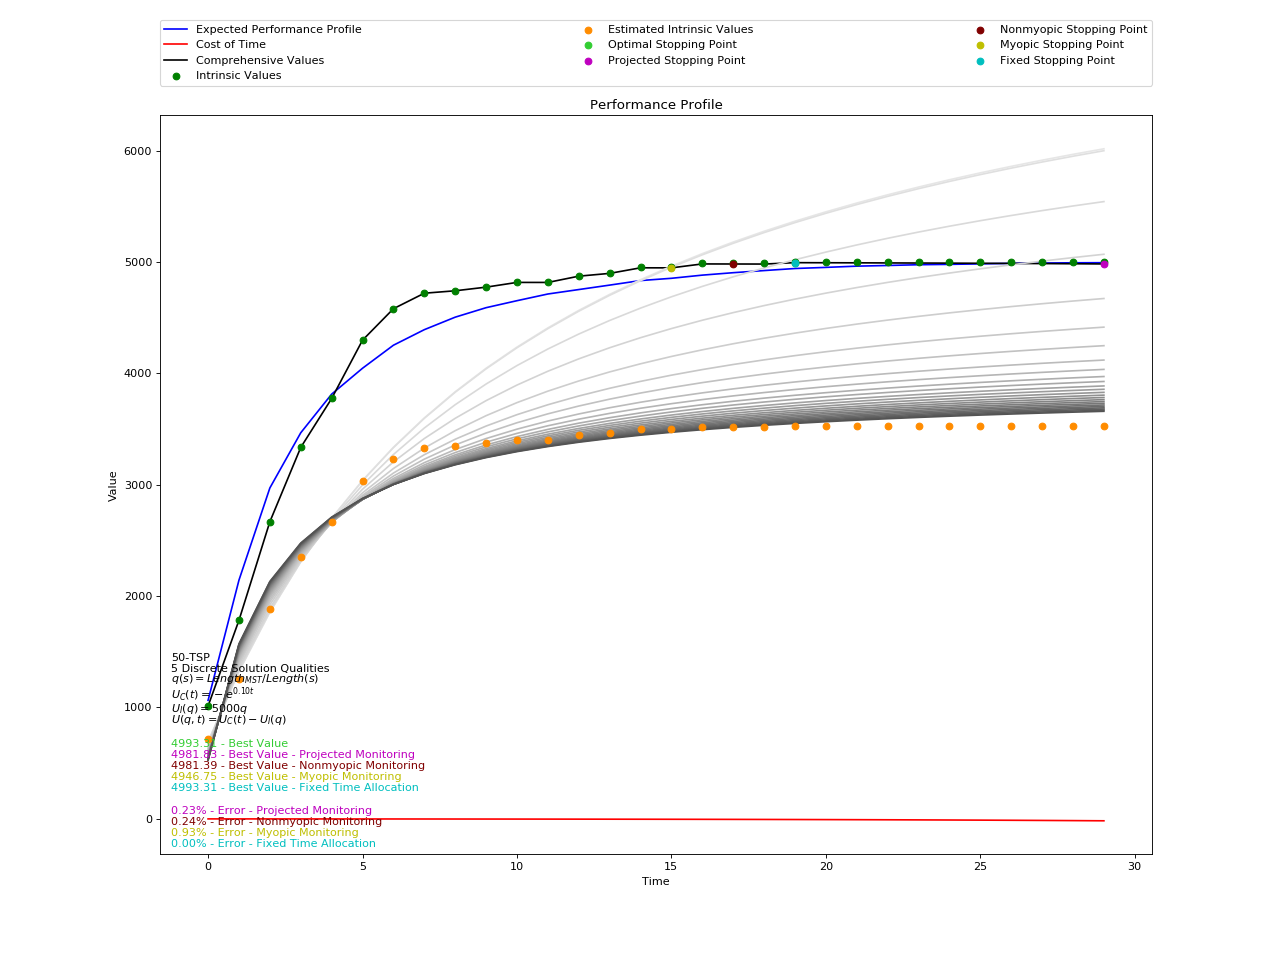 Expected Performance Profile
Cost of Time
Comprehensive Values
Intrinsic Values
Estimated Intrinsic Values
Optimal Stopping Point
Projected Stopping Point
Nonmyopic Stopping Point
Myopic Stopping Point
Fixed Stopping Point
Performance Profile
6000
5000
4000
3000
2000
1000
0
Value
50-TSP
5 Discrete Solution Qualities
q(s) = Length_MST/Length(s)
U_C(t) = −e^0.10t
U_I(q) = 5000q
U(q, t) = U_C(t) − U_I(q)
4993.31 - Best Value
4981.83 - Best Value - Projected Monitoring
4981.39 - Best Value - Nonmyopic Monitoring
4946.75 - Best Value - Myopic Monitoring
4993.31 - Best Value - Fixed Time Allocation
0.23% - Error - Projected Monitoring
0.24% - Error - Nonmyopic Monitoring
0.93% - Error - Myopic Monitoring
0.00% - Error - Fixed Time Allocation
0 5 10 15 20 25 30
Time